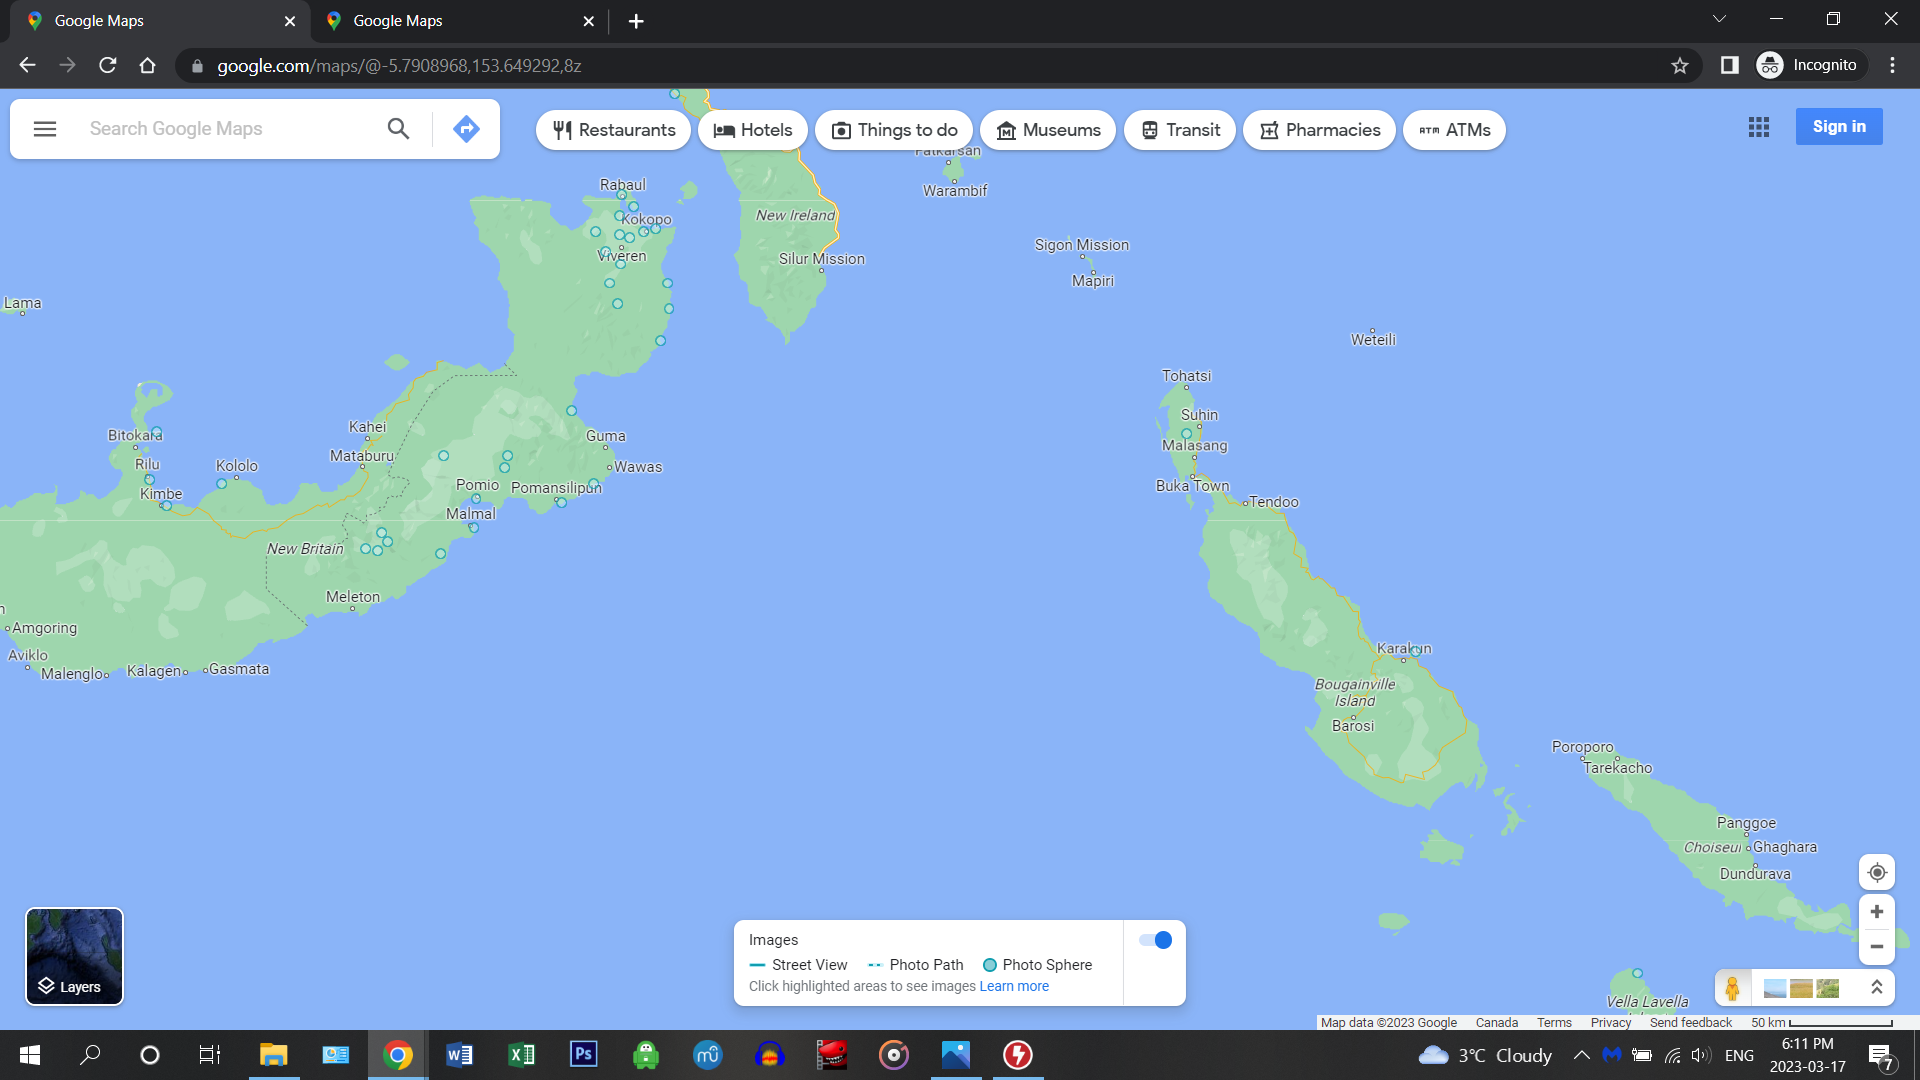 Google Maps
Google Maps
google.com/maps/@-5.7908968,153.649292,8z
Incognito
Search Google Maps
Restaurants
Hotels
Things to do
Museums
Transit
Pharmacies
ATM ATMs
Sign in
Patkarsan
Warambif
Rabaul
Kokopo
Viveren
New Ireland
Silur Mission
Sigon Mission
Mapiri
Lama
Weteili
Tohatsi
Suhin
Malasang
Buka Town
Tendoo
Kahei
Mataburu
Bitokara
Rilu
Kimbe
Kololo
Guma
Wawas
Pomio
Pomansilipun
Malmal
New Britain
Meleton
Amgoring
Aviklo
Malenglo
Kalagen
Gasmata
Karakun
Bougainville
Island
Barosi
Poroporo
Tarekacho
Panggoe
Choiseul
Ghaghara
Dundurava
Vella Lavella
Layers
Images
Street View
Photo Path
Photo Sphere
Click highlighted areas to see images Learn more
Map data ©2023 Google
Canada
Terms
Privacy
Send feedback
50 km
3°C Cloudy
ENG
6:11 PM
2023-03-17
7